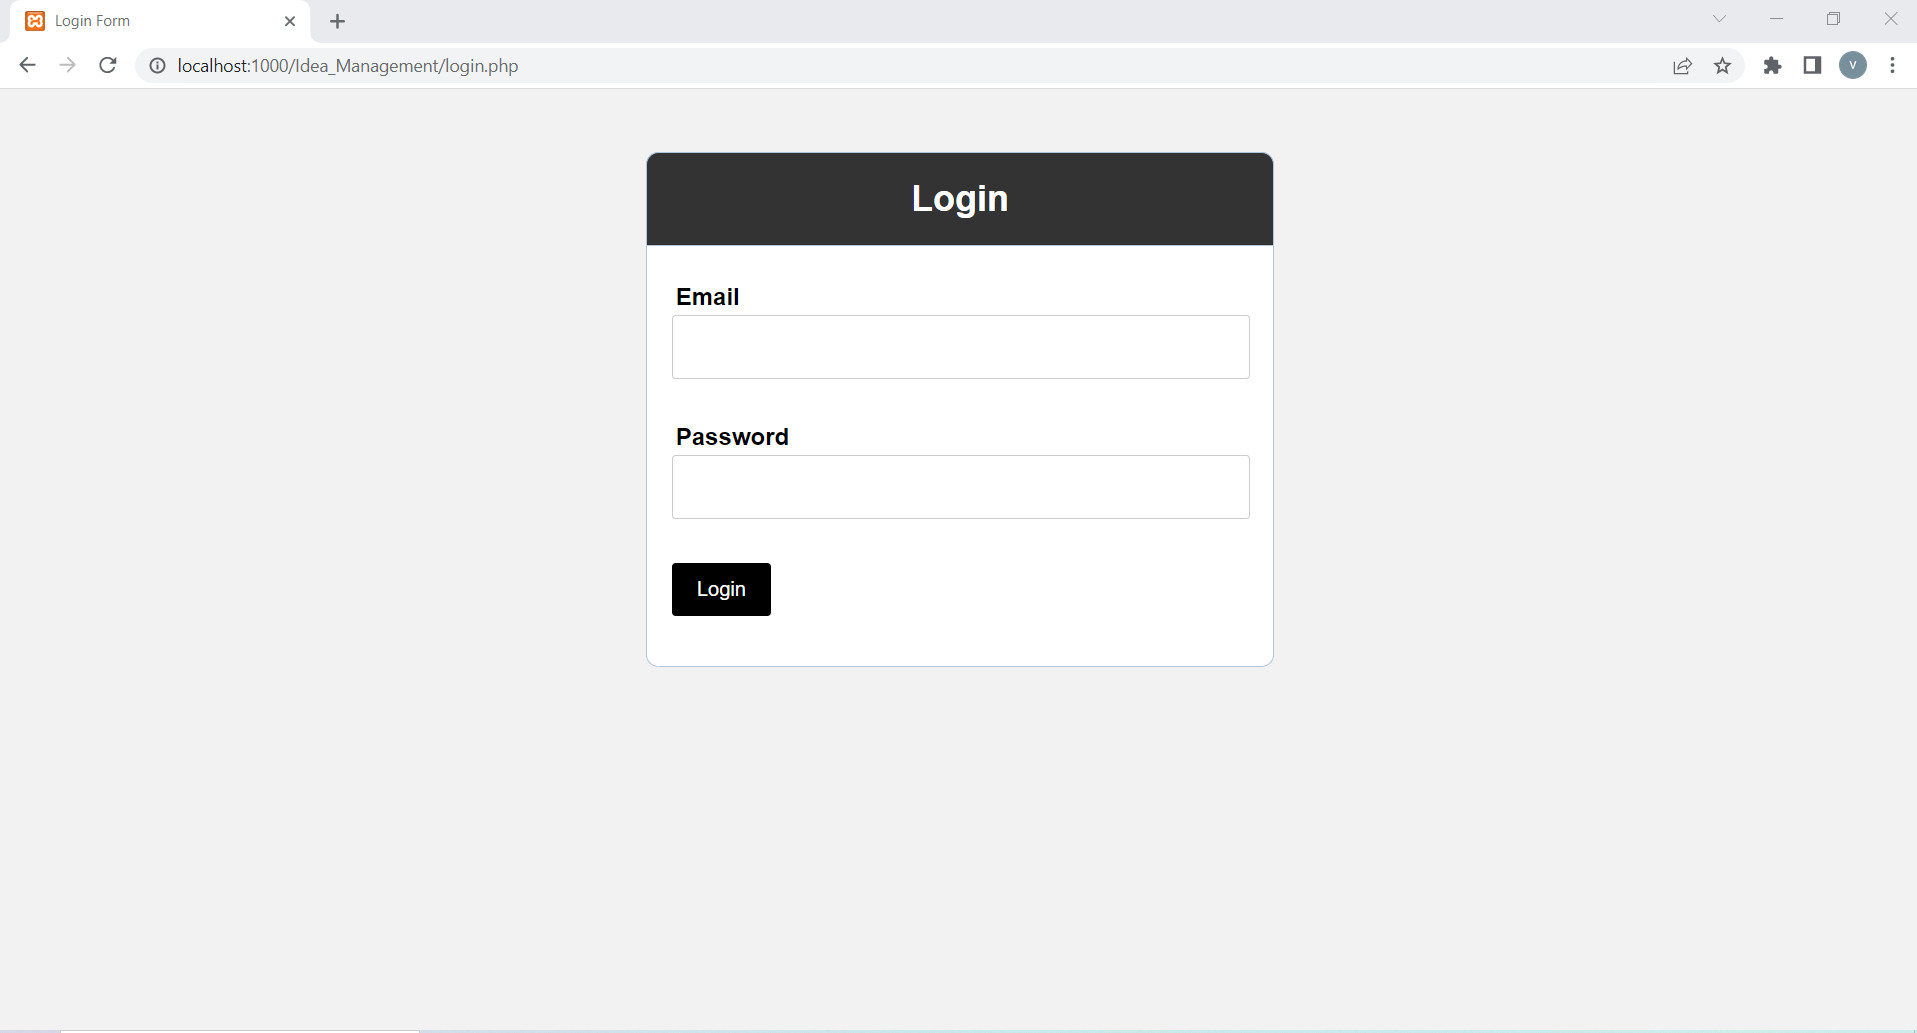 Login Form
localhost:1000/Idea_Management/login.php
V
Login
Email
Password
Login